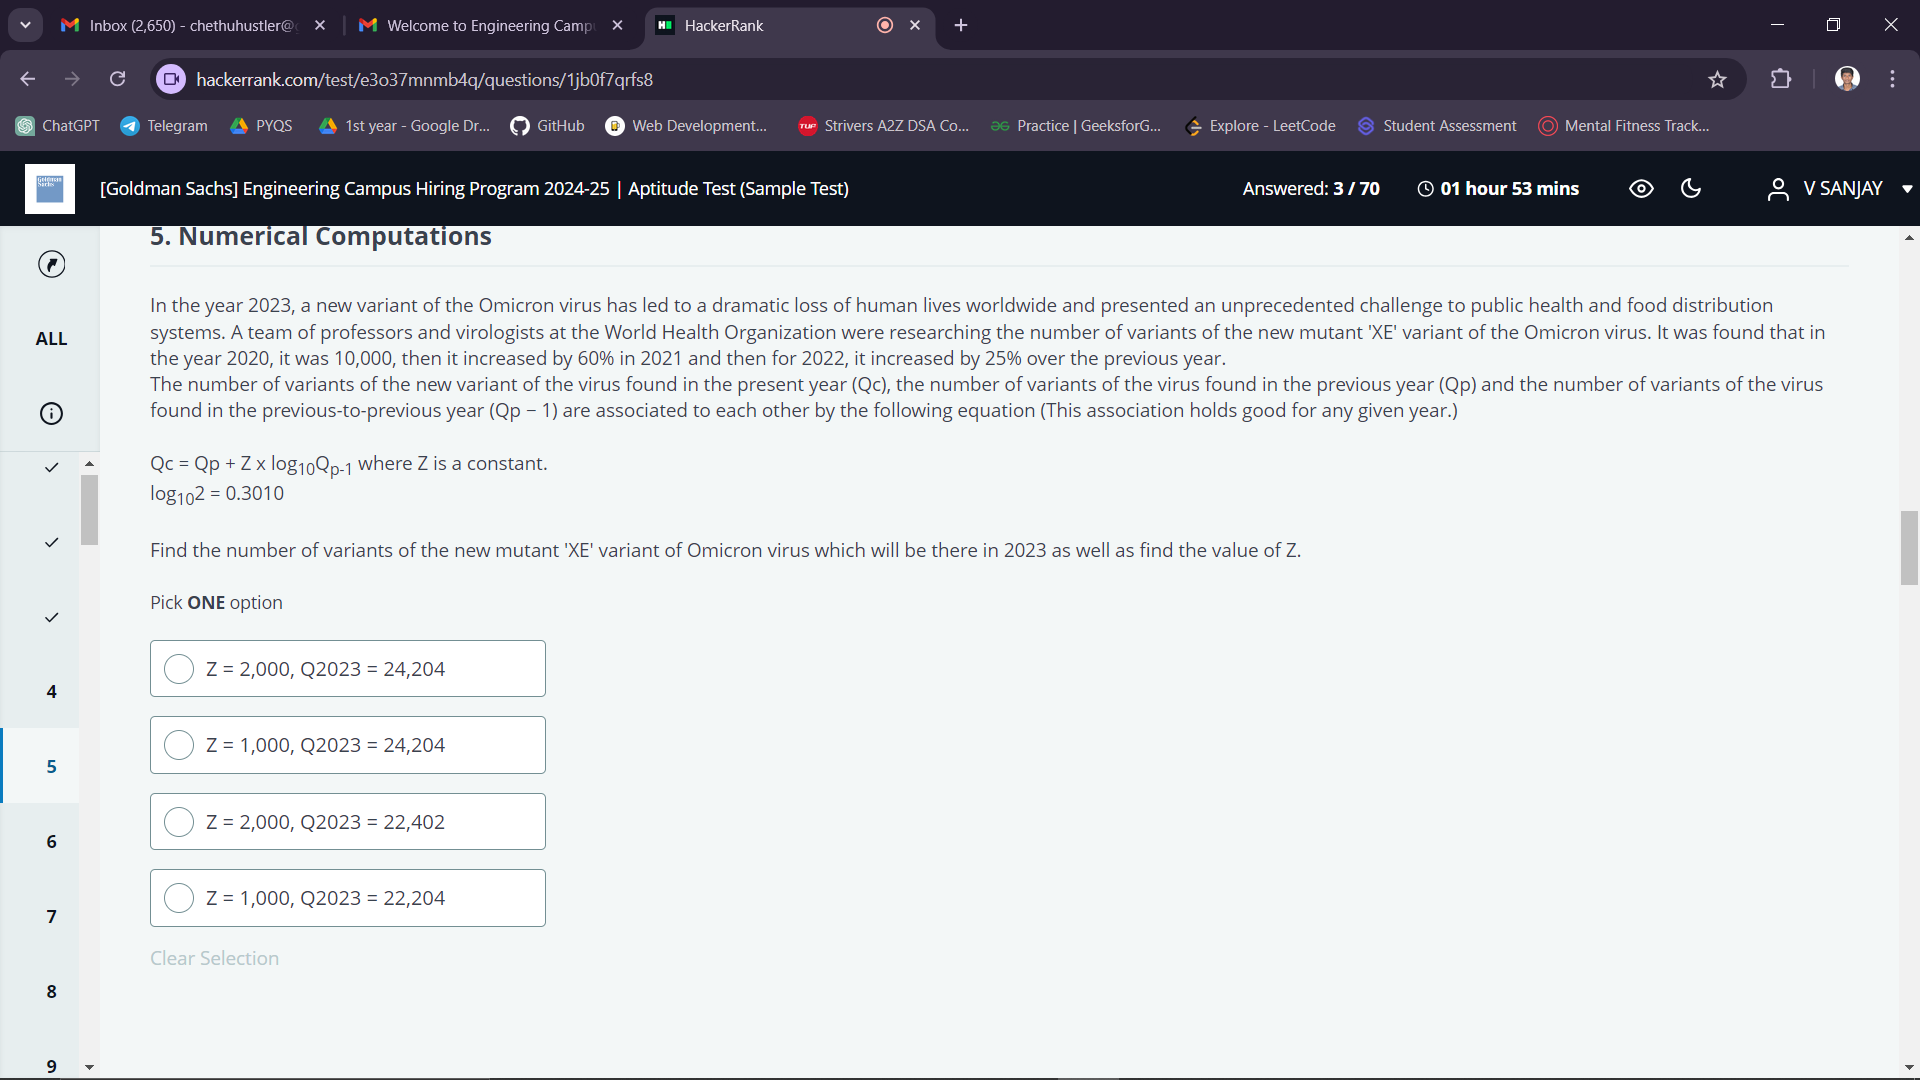 Inbox (2,650) - chethuhustler@g
Welcome to Engineering Camp
HackerRank
hackerrank.com/test/e3o37mnmb4q/questions/1jb0f7qrfs8
ChatGPT
Telegram
PYQS
1st year - Google Dr...
GitHub
Web Development...
TUF
Strivers A2Z DSA Co...
Practice | GeeksforG...
Explore - LeetCode
Student Assessment
Mental Fitness Track...
Goldman
Sachs
[Goldman Sachs] Engineering Campus Hiring Program 2024-25 | Aptitude Test (Sample Test)
Answered: 3 / 70
01 hour 53 mins
V SANJAY
ALL
4
5
6
7
8
9
5. Numerical Computations
In the year 2023, a new variant of the Omicron virus has led to a dramatic loss of human lives worldwide and presented an unprecedented challenge to public health and food distribution
systems. A team of professors and virologists at the World Health Organization were researching the number of variants of the new mutant 'XE' variant of the Omicron virus. It was found that in
the year 2020, it was 10,000, then it increased by 60% in 2021 and then for 2022, it increased by 25% over the previous year.
The number of variants of the new variant of the virus found in the present year (Qc), the number of variants of the virus found in the previous year (Qp) and the number of variants of the virus
found in the previous-to-previous year (Qp − 1) are associated to each other by the following equation (This association holds good for any given year.)
Qc = Qp + Z x log10Qp-1 where Z is a constant.
log102 = 0.3010
Find the number of variants of the new mutant 'XE' variant of Omicron virus which will be there in 2023 as well as find the value of Z.
Pick ONE option
Z = 2,000, Q2023 = 24,204
Z = 1,000, Q2023 = 24,204
Z = 2,000, Q2023 = 22,402
Z = 1,000, Q2023 = 22,204
Clear Selection